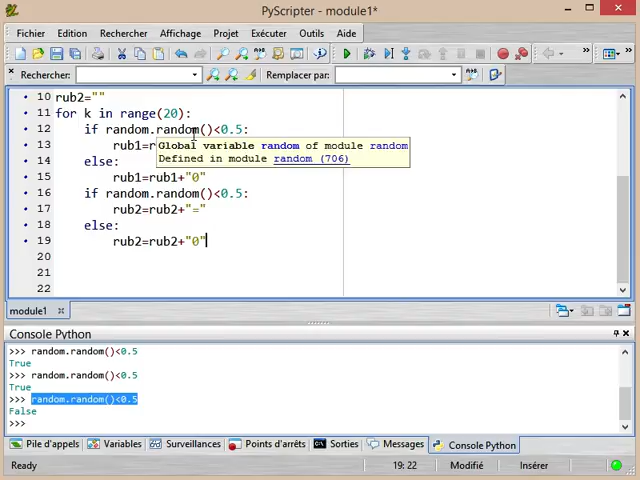 PyScripter - module1*
Fichier Edition Rechercher Affichage Projet Exécuter Outils Aide
Rechercher: Remplacer par:
10 rub2=""
11 for k in range(20):
12 if random.random()<0.5:
13 rub1=r
Global variable random of module random
Defined in module random (706)
14 else:
15 rub1=rub1+"0"
16 if random.random()<0.5:
17 rub2=rub2+"="
18 else:
19 rub2=rub2+"0"
20
21
22
module1
Console Python
>>> random.random()<0.5
True
>>> random.random()<0.5
True
>>> random.random()<0.5
False
>>>
Pile d'appels Variables Surveillances Points d'arrêts Sorties Messages Console Python
Ready 19: 22 Modifié Insérer